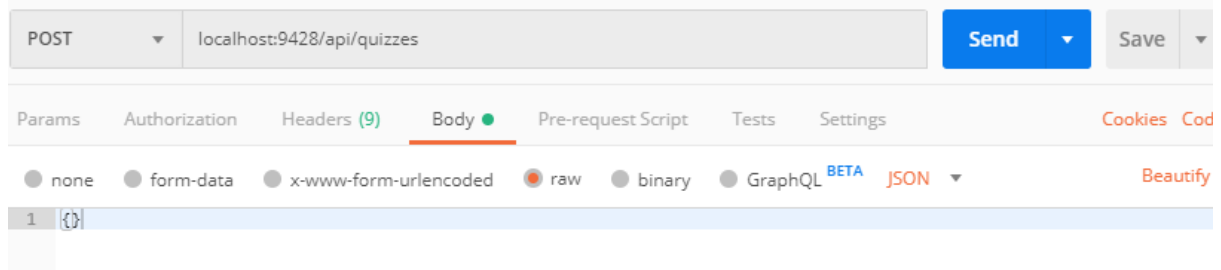 POST localhost:9428/api/quizzes Send Save
Params Authorization Headers (9) Body Pre-request Script Tests Settings Cookies Cod
none form-data x-www-form-urlencoded raw binary GraphQL BETA JSON Beautify
1 {}